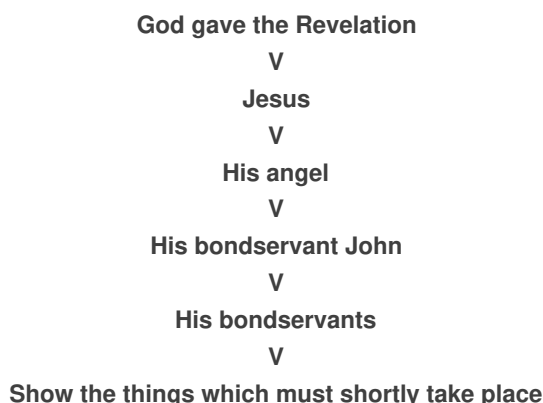 God gave the Revelation
V
Jesus
V
His angel
V
His bondservant John
V
His bondservants
V
Show the things which must shortly take place